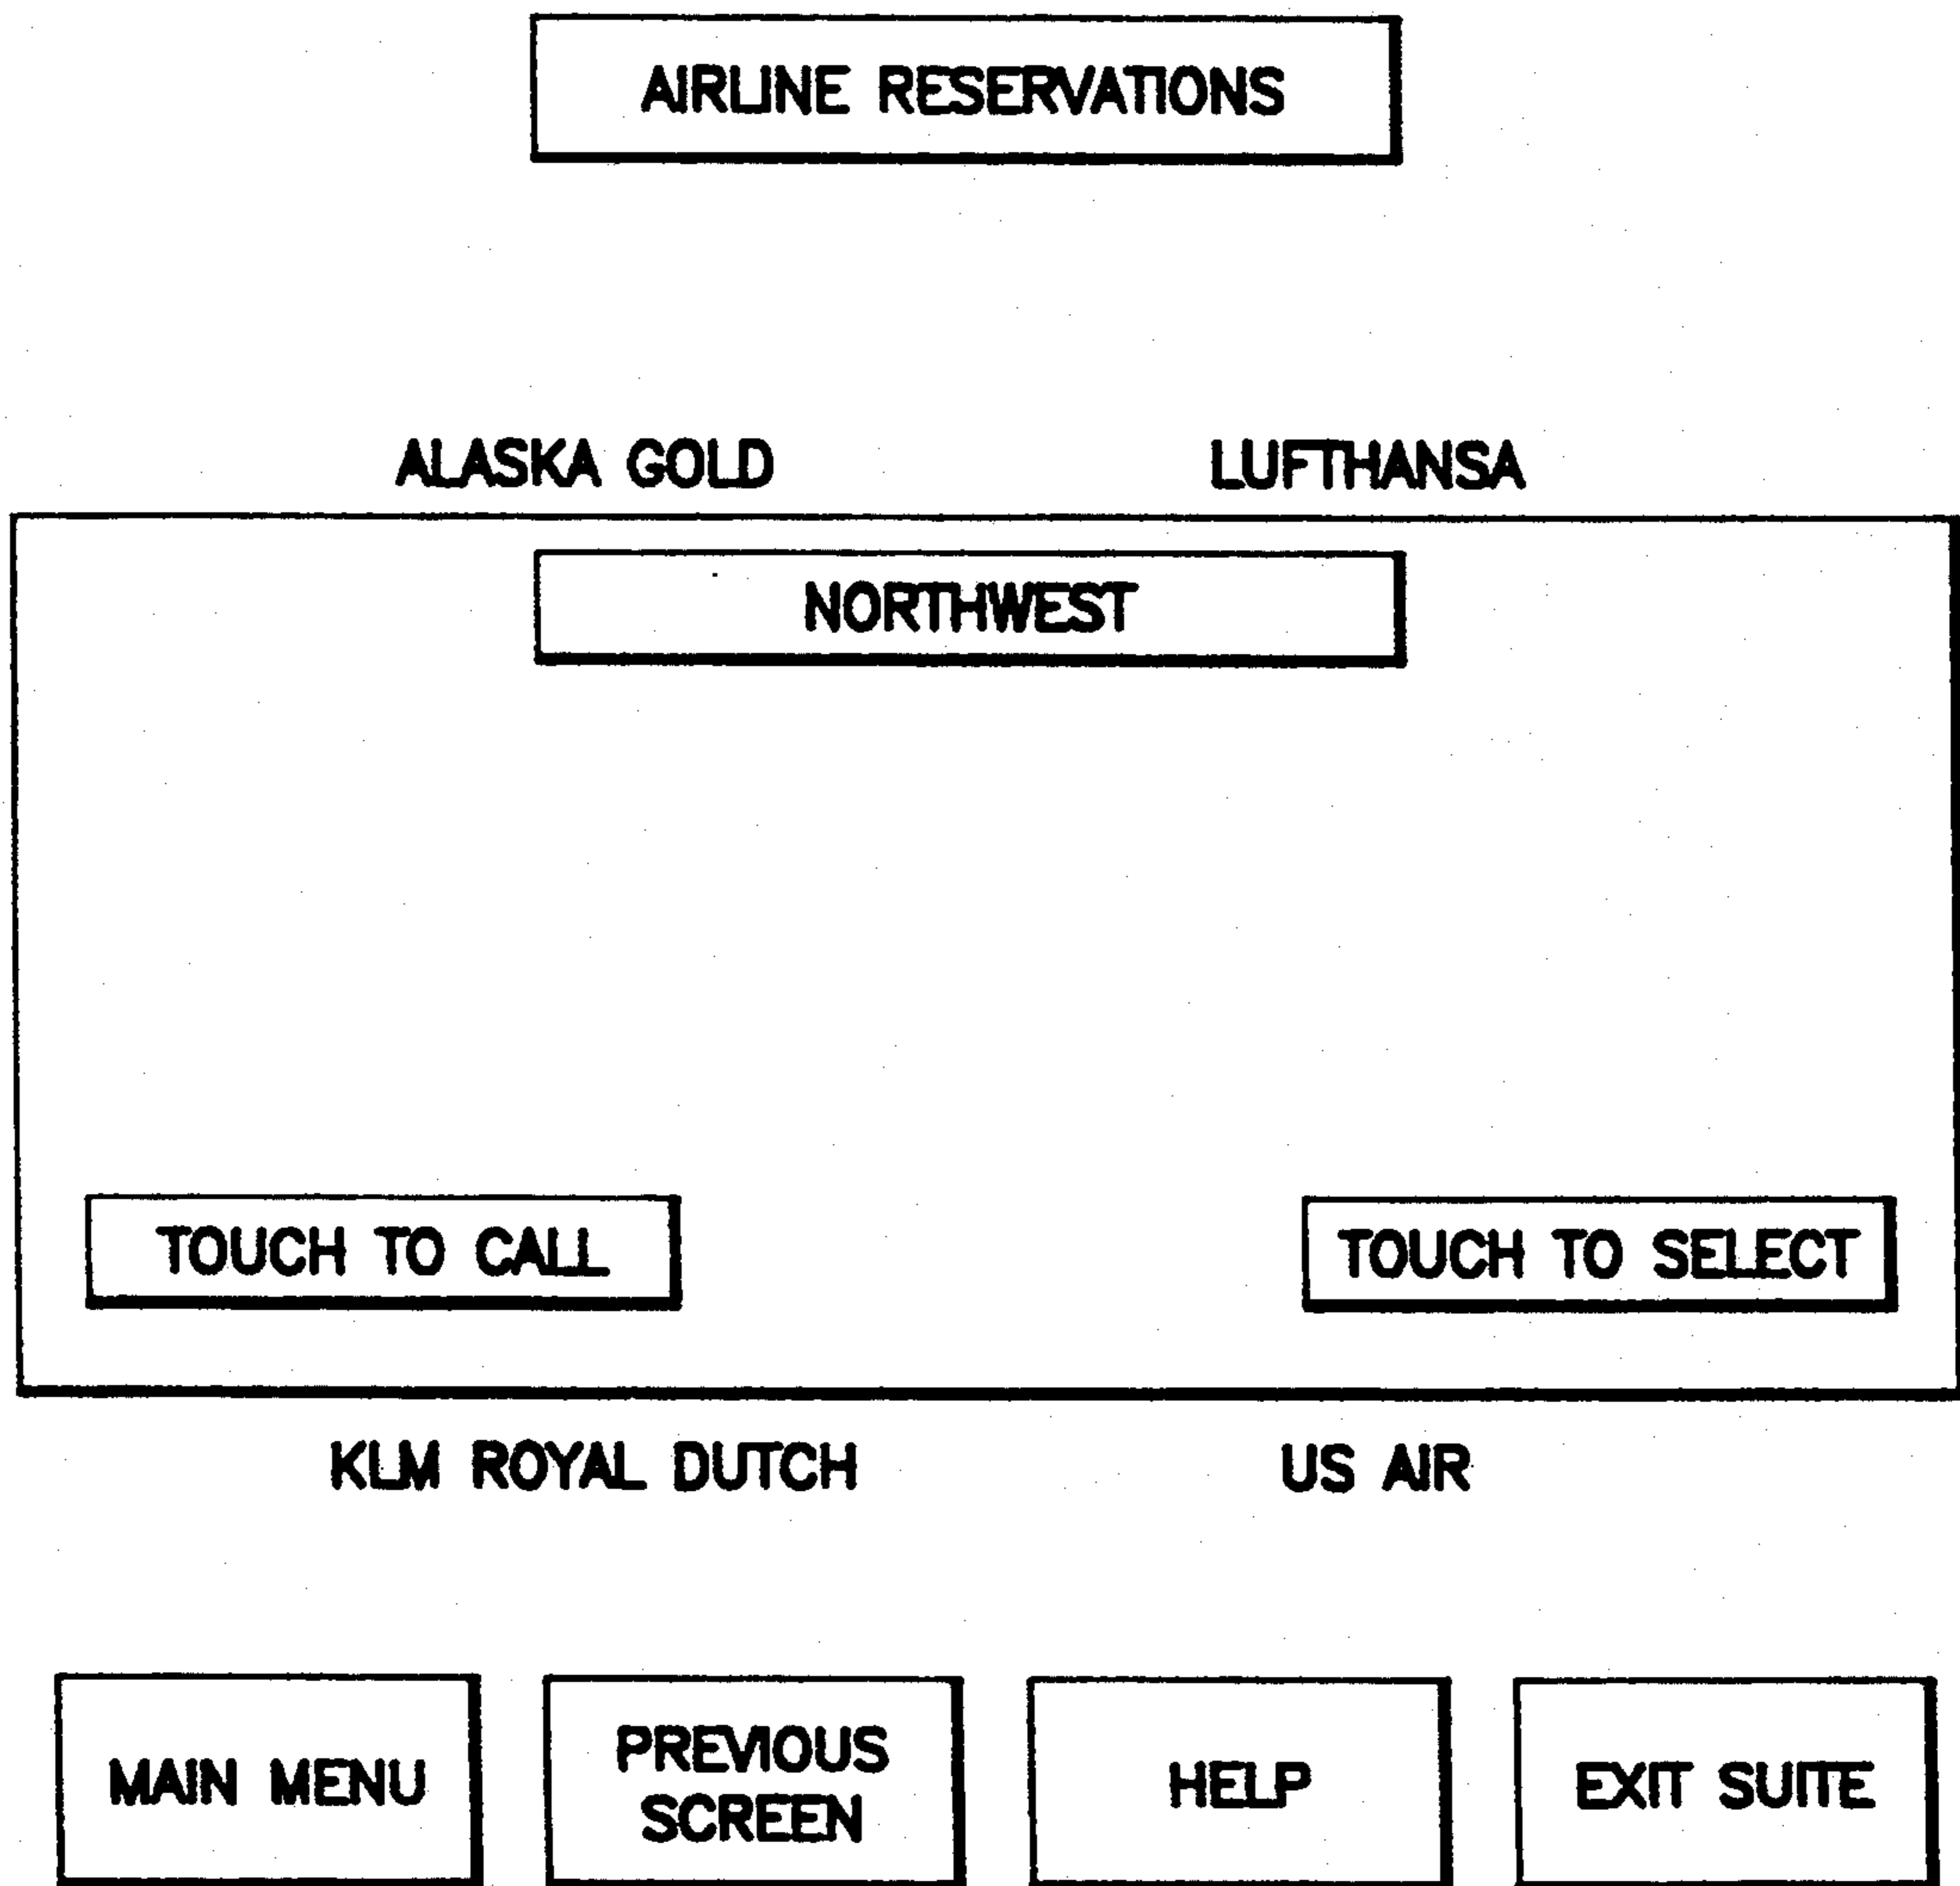 AIRLINE RESERVATIONS
ALASKA GOLD LUFTHANSA
NORTHWEST
TOUCH TO CALL TOUCH TO SELECT
KLM ROYAL DUTCH US AIR
MAIN MENU PREVIOUS SCREEN HELP EXIT SUITE